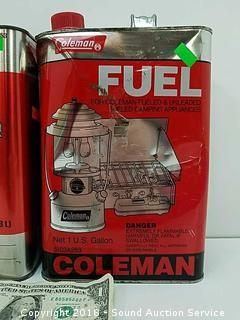 Coleman
FUEL
FOR COLEMAN FUELED & UNLEADED
FUELED CAMPING APPLIANCES
Coleman
DANGER
EXTREMELY FLAMMABLE
HARMFUL OR FATAL IF
SWALLOWED
Net 1 U.S. Gallon
COLEMAN
Copyright 2016 - Sound Auction Service